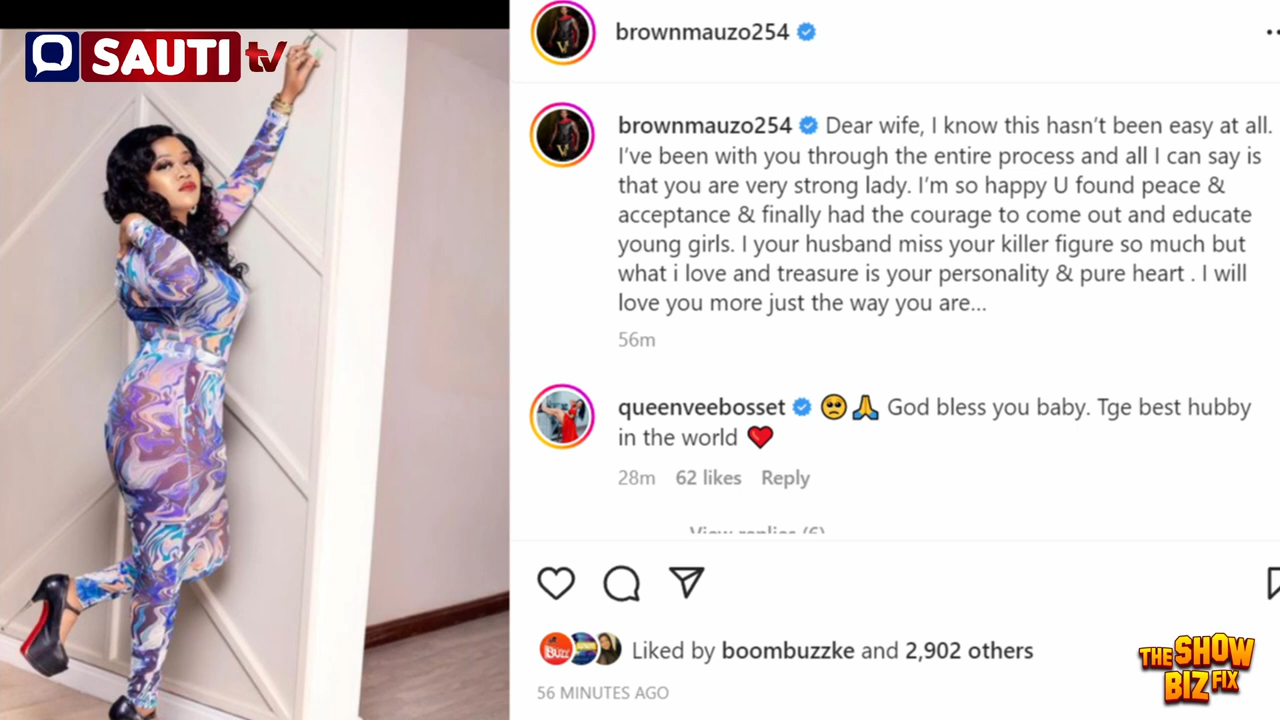 SAUTI tv
brownmauzo254
brownmauzo254 Dear wife, I know this hasn't been easy at all.
I've been with you through the entire process and all I can say is
that you are very strong lady. I'm so happy U found peace &
acceptance & finally had the courage to come out and educate
young girls. I your husband miss your killer figure so much but
what i love and treasure is your personality & pure heart . I will
love you more just the way you are...
56m
queenveebosset 🥺🙏 God bless you baby. Tge best hubby
in the world ❤️
28m 62 likes Reply
View replies (6)
Liked by boombuzzke and 2,902 others
56 MINUTES AGO
THE SHOW
BIZ FIX